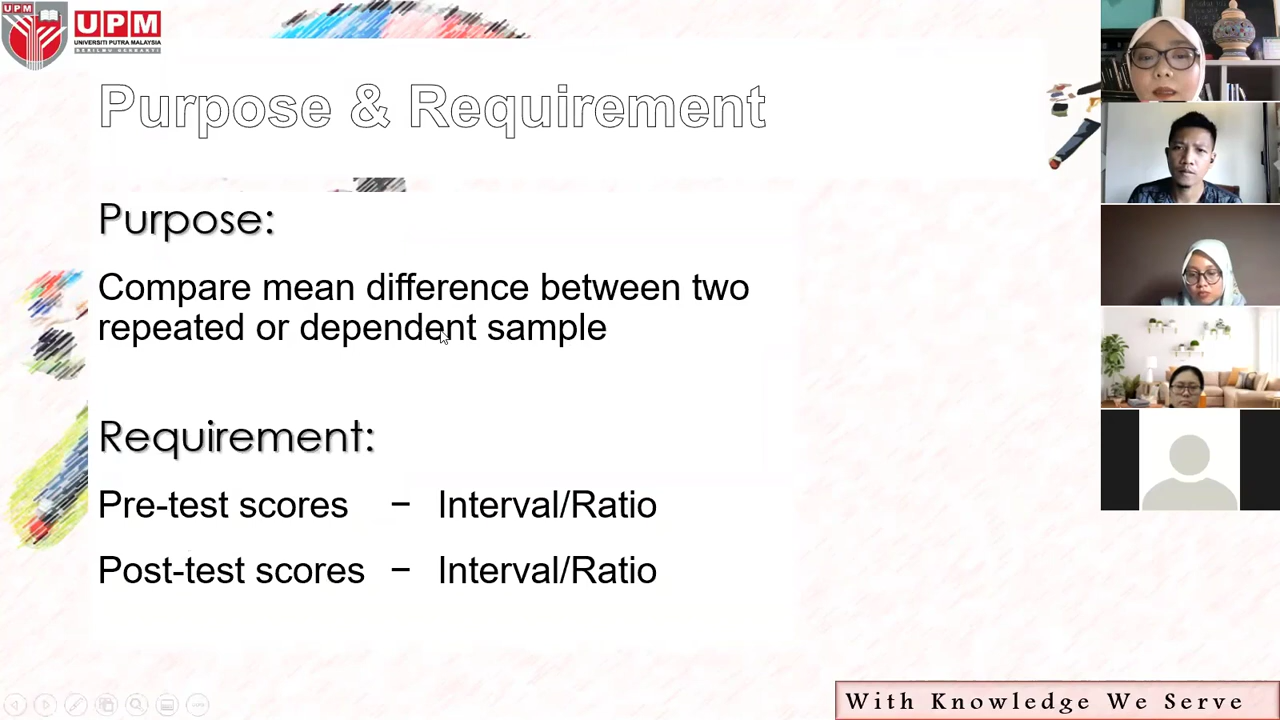 UPM
UPM
UNIVERSITI PUTRA MALAYSIA
BERILMU BERBAKTI
Purpose & Requirement
Purpose:
Compare mean difference between two
repeated or dependent sample
Requirement:
Pre-test scores – Interval/Ratio
Post-test scores – Interval/Ratio
With Knowledge We Serve